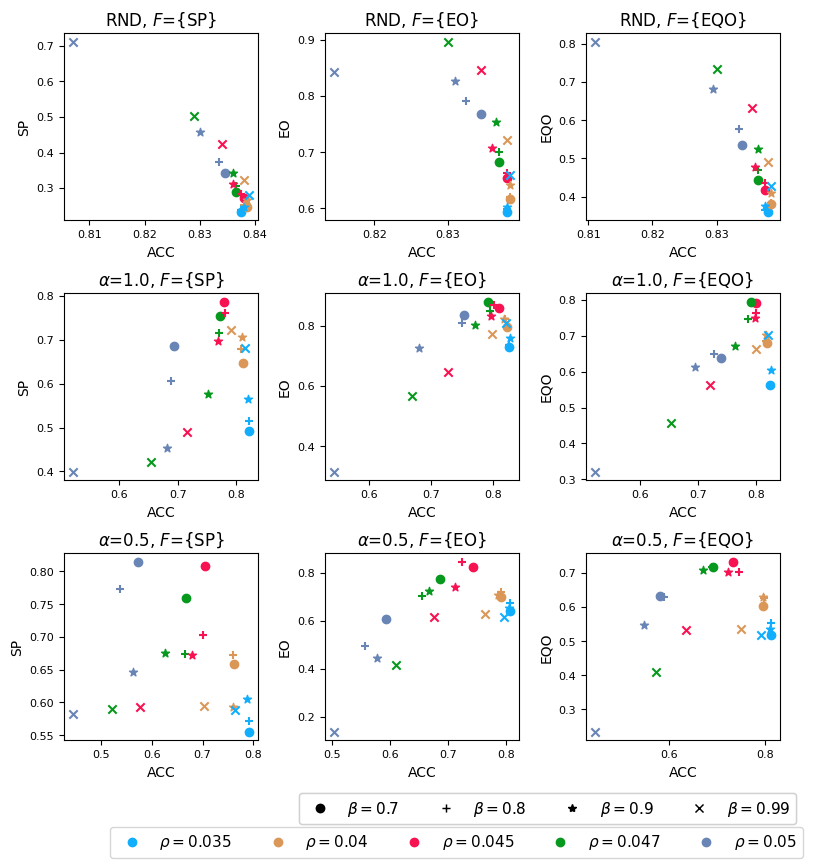 RND, F={SP}
RND, F={EO}
RND, F={EQO}
0.7
0.6
0.5
0.4
0.3
SP
0.81
0.82
0.83
0.84
ACC
0.9
0.8
0.7
0.6
EO
0.82
0.83
ACC
0.8
0.7
0.6
0.5
0.4
EQO
0.81
0.82
0.83
ACC
α=1.0, F={SP}
α=1.0, F={EO}
α=1.0, F={EQO}
0.8
0.7
0.6
0.5
0.4
SP
0.6
0.7
0.8
ACC
0.8
0.6
0.4
EO
0.6
0.7
0.8
ACC
0.8
0.7
0.6
0.5
0.4
0.3
EQO
0.6
0.7
0.8
ACC
α=0.5, F={SP}
α=0.5, F={EO}
α=0.5, F={EQO}
0.80
0.75
0.70
0.65
0.60
0.55
SP
0.5
0.6
0.7
0.8
ACC
0.8
0.6
0.4
0.2
EO
0.5
0.6
0.7
0.8
ACC
0.7
0.6
0.5
0.4
0.3
EQO
0.6
0.8
ACC
β = 0.7 β = 0.8 β = 0.9 β = 0.99
ρ = 0.035 ρ = 0.04 ρ = 0.045 ρ = 0.047 ρ = 0.05